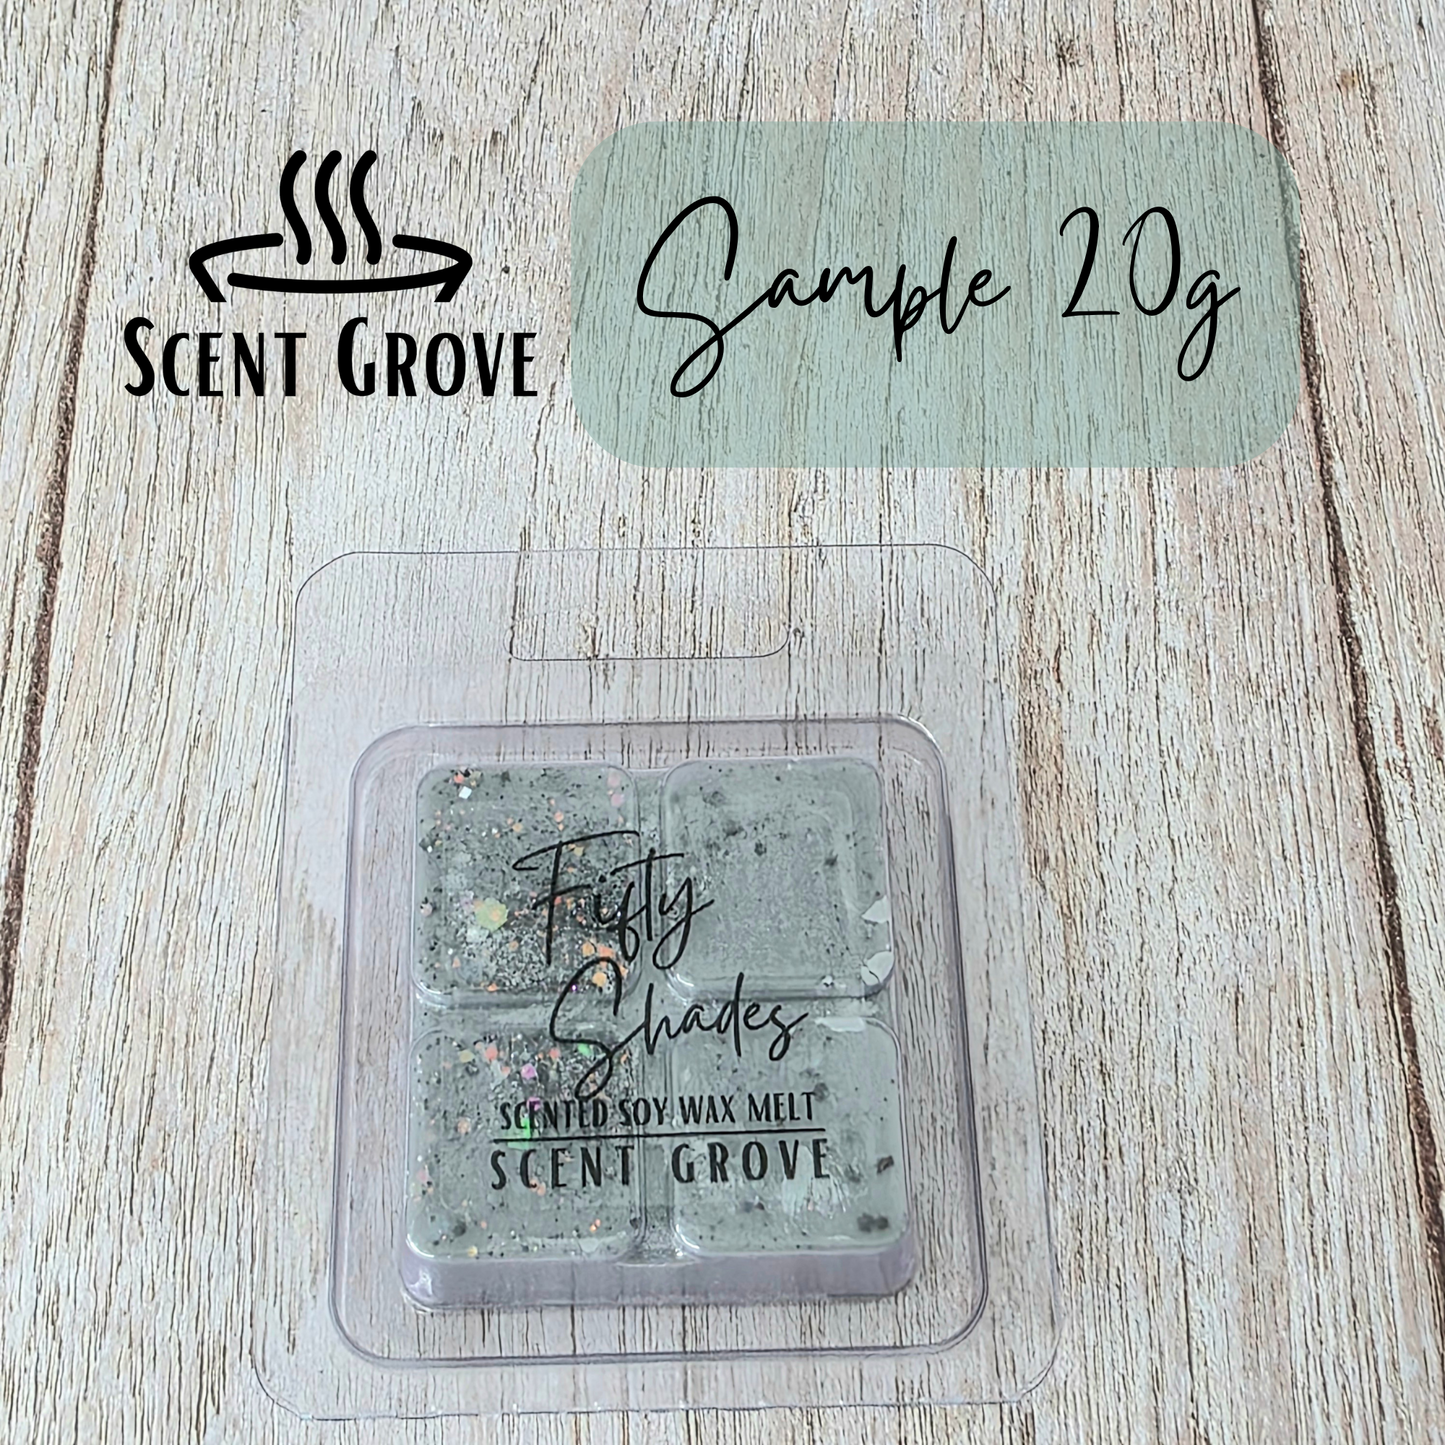 SCENT GROVE
Sample 20g
Fifty
Shades
SCENTED SOY WAX MELT
SCENT GROVE